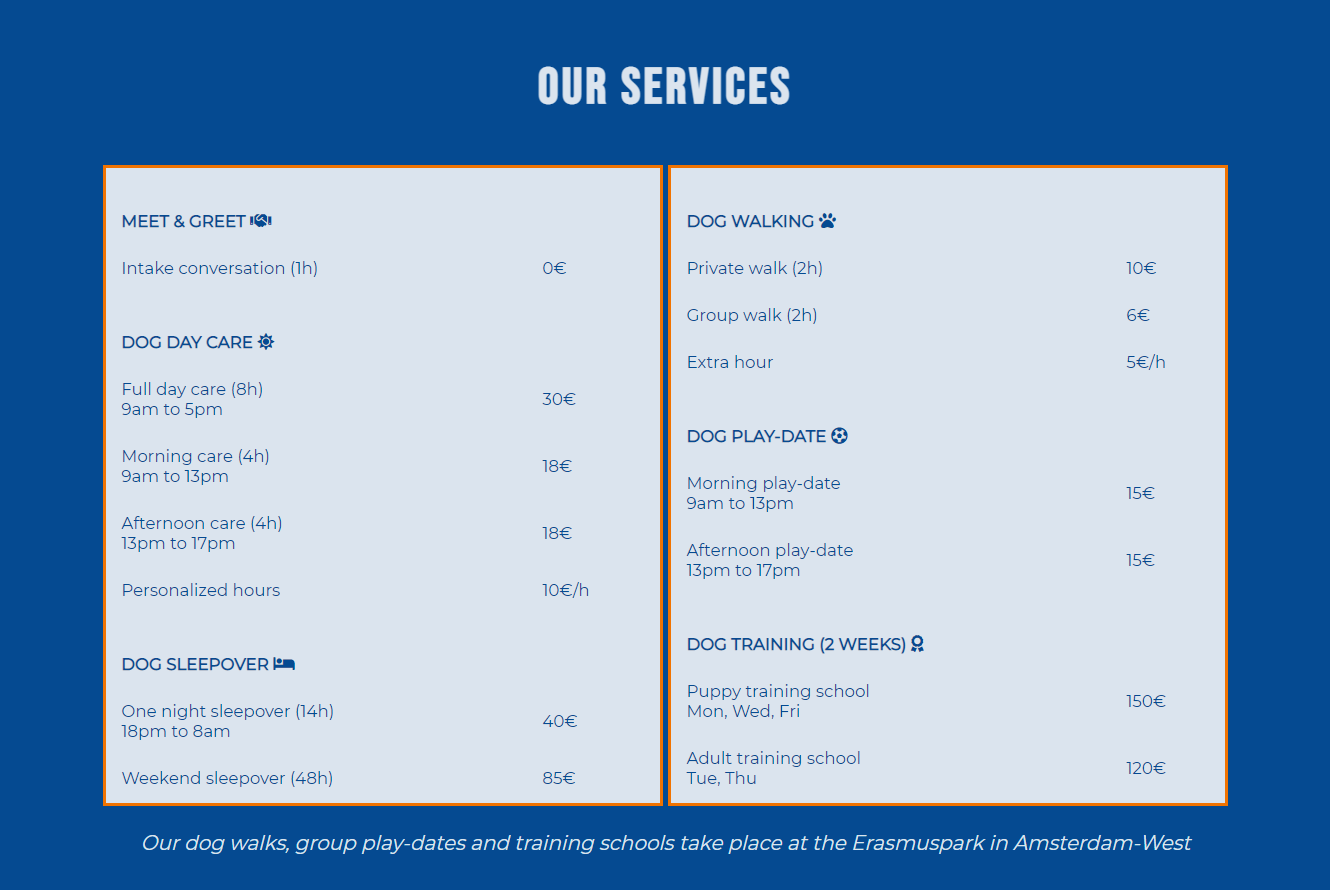 OUR SERVICES
MEET & GREET
Intake conversation (1h) 0€
DOG DAY CARE
Full day care (8h)
9am to 5pm
30€
Morning care (4h)
9am to 13pm
18€
Afternoon care (4h)
13pm to 17pm
18€
Personalized hours 10€/h
DOG SLEEPOVER
One night sleepover (14h)
18pm to 8am
40€
Weekend sleepover (48h) 85€
DOG WALKING
Private walk (2h) 10€
Group walk (2h) 6€
Extra hour 5€/h
DOG PLAY-DATE
Morning play-date
9am to 13pm
15€
Afternoon play-date
13pm to 17pm
15€
DOG TRAINING (2 WEEKS)
Puppy training school
Mon, Wed, Fri
150€
Adult training school
Tue, Thu
120€
Our dog walks, group play-dates and training schools take place at the Erasmuspark in Amsterdam-West